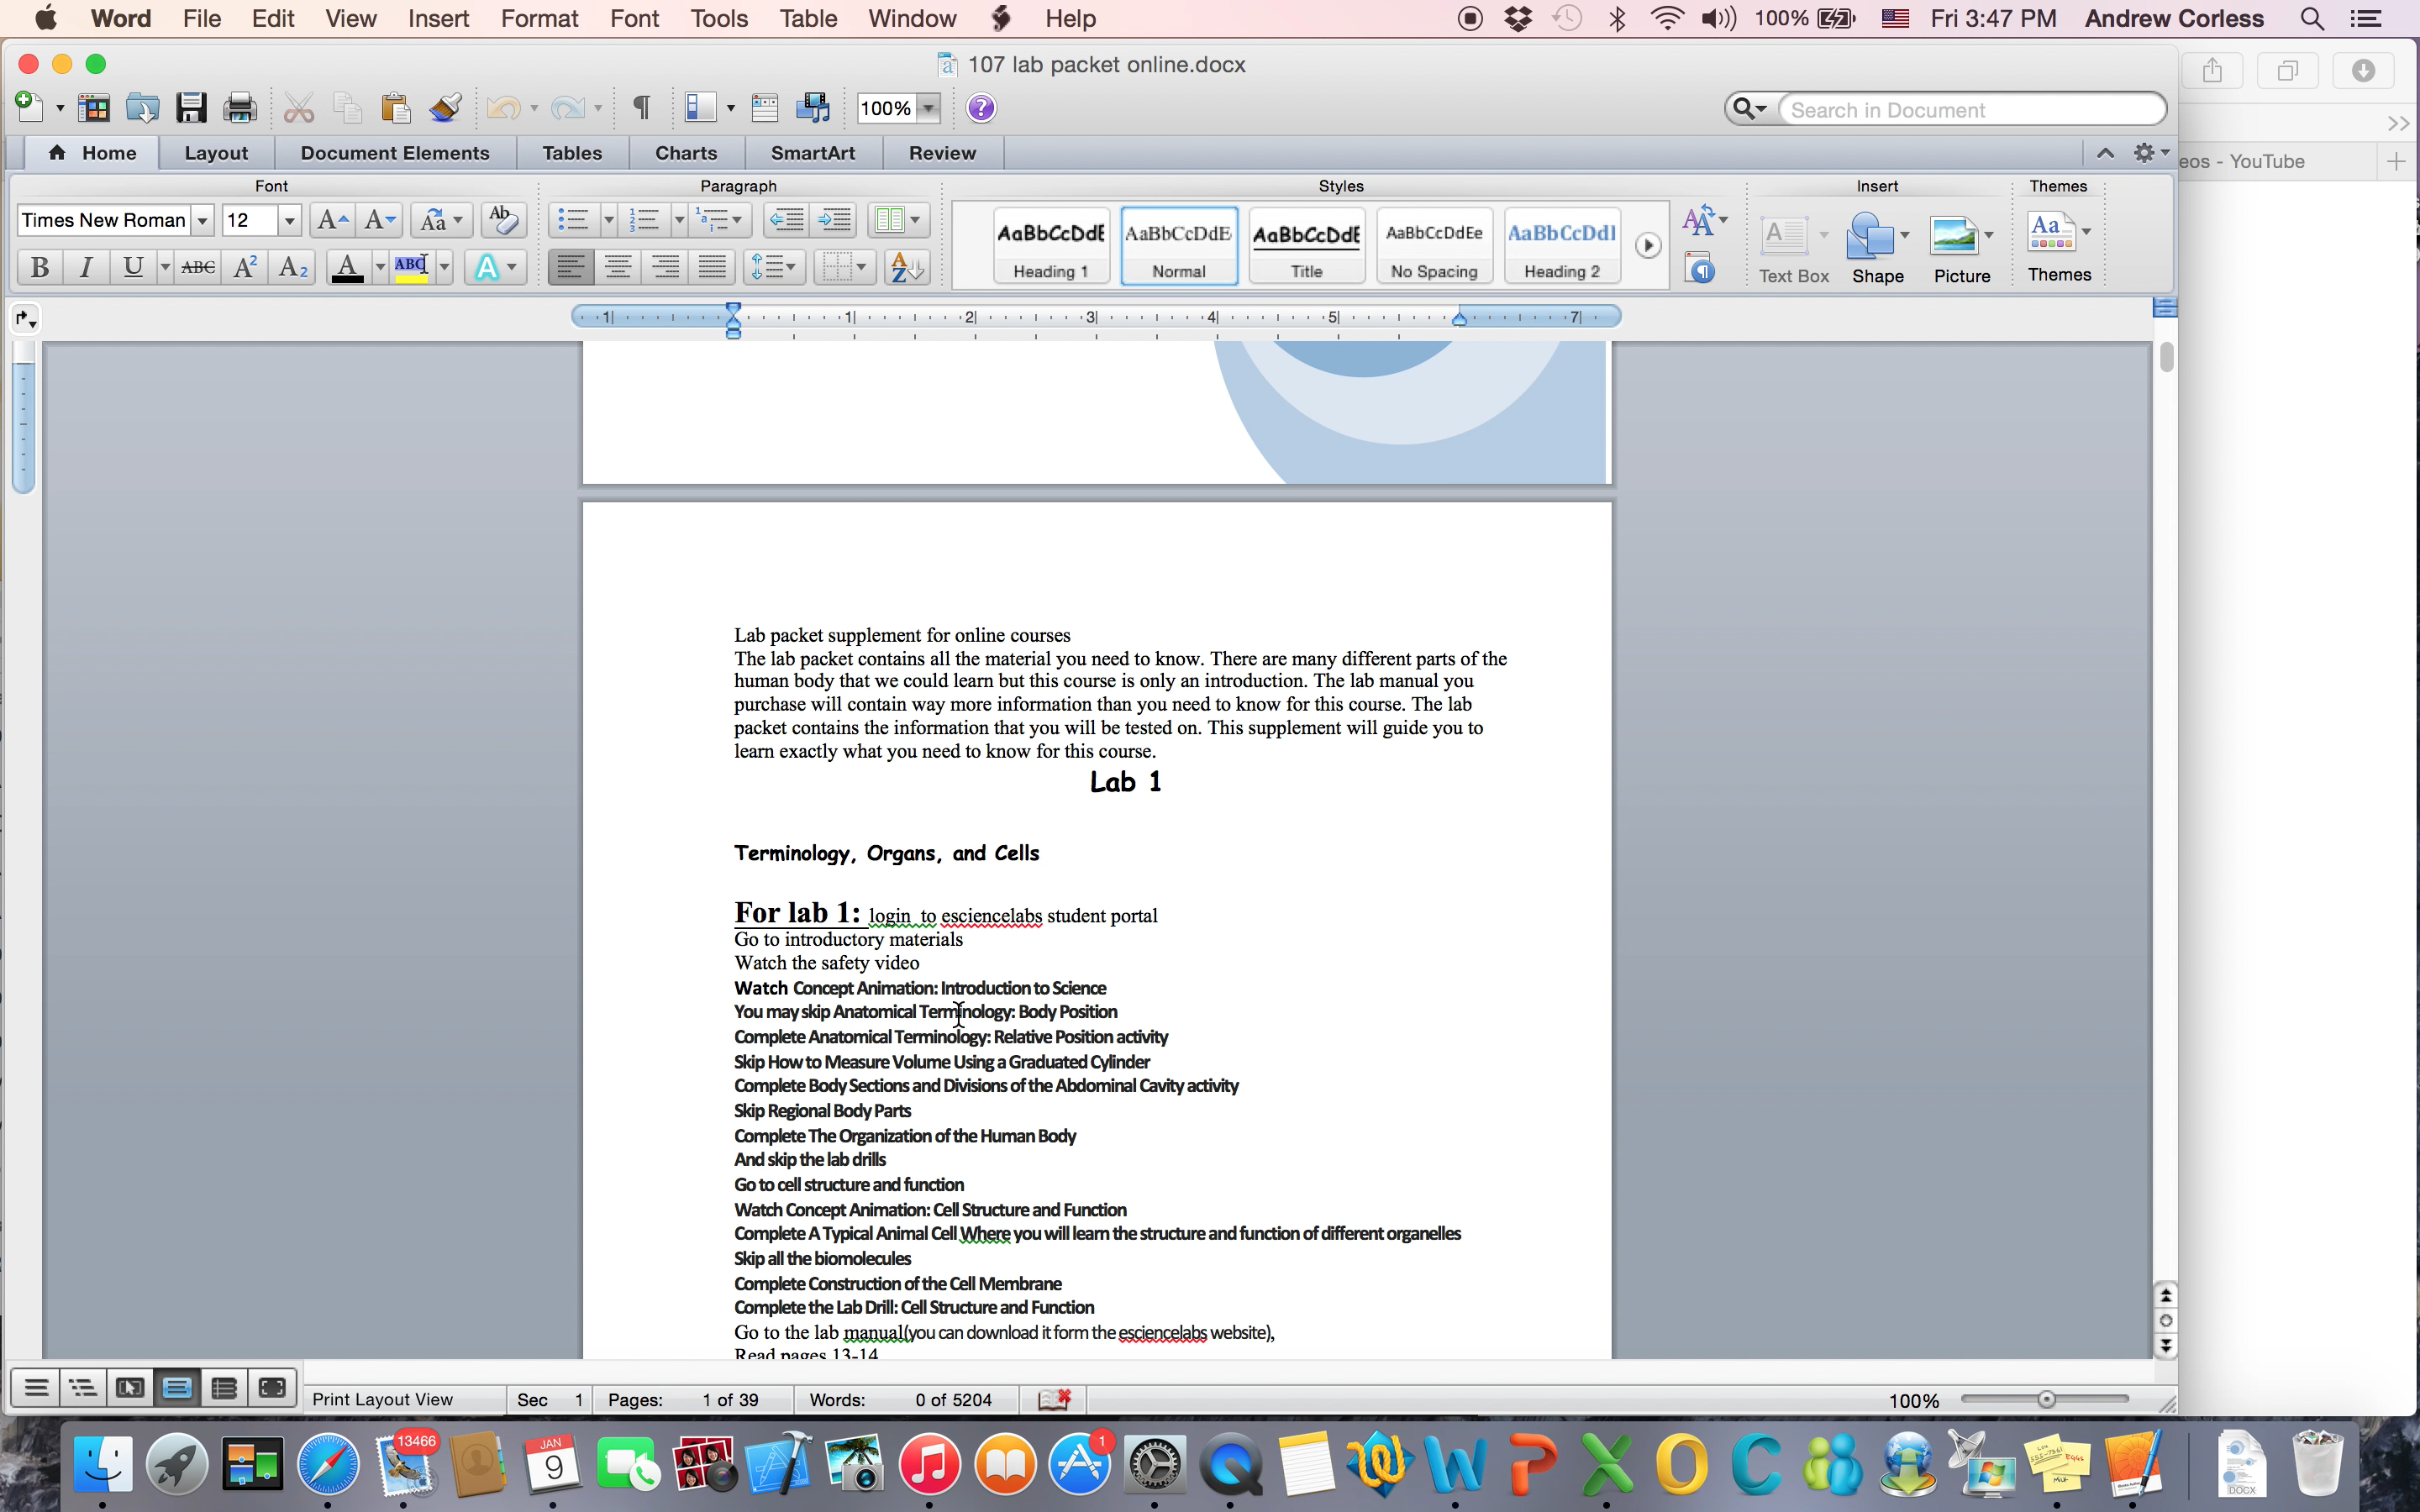 Word File Edit View Insert Format Font Tools Table Window Help 100% Fri 3:47 PM Andrew Corless
107 lab packet online.docx
100% ? Search in Document
Home Layout Document Elements Tables Charts SmartArt Review eos - YouTube
Font Paragraph Styles Insert Themes
Times New Roman 12 AaBbCcDdE AaBbCcDdE AaBbCcDdE AaBbCcDdEe AaBbCcDdI
Heading 1 Normal Title No Spacing Heading 2 Text Box Shape Picture Themes
1 1 2 3 4 5 7
Lab packet supplement for online courses
The lab packet contains all the material you need to know. There are many different parts of the
human body that we could learn but this course is only an introduction. The lab manual you
purchase will contain way more information than you need to know for this course. The lab
packet contains the information that you will be tested on. This supplement will guide you to
learn exactly what you need to know for this course.
Lab 1
Terminology, Organs, and Cells
For lab 1: login to esciencelabs student portal
Go to introductory materials
Watch the safety video
Watch Concept Animation: Introduction to Science
You may skip Anatomical Terminology: Body Position
Complete Anatomical Terminology: Relative Position activity
Skip How to Measure Volume Using a Graduated Cylinder
Complete Body Sections and Divisions of the Abdominal Cavity activity
Skip Regional Body Parts
Complete The Organization of the Human Body
And skip the lab drills
Go to cell structure and function
Watch Concept Animation: Cell Structure and Function
Complete A Typical Animal Cell Where you will learn the structure and function of different organelles
Skip all the biomolecules
Complete Construction of the Cell Membrane
Complete the Lab Drill: Cell Structure and Function
Go to the lab manual(you can download it form the esciencelabs website),
Read pages 13-14
Print Layout View Sec 1 Pages: 1 of 39 Words: 0 of 5204 100%
13466 JAN 9 1 DOCX